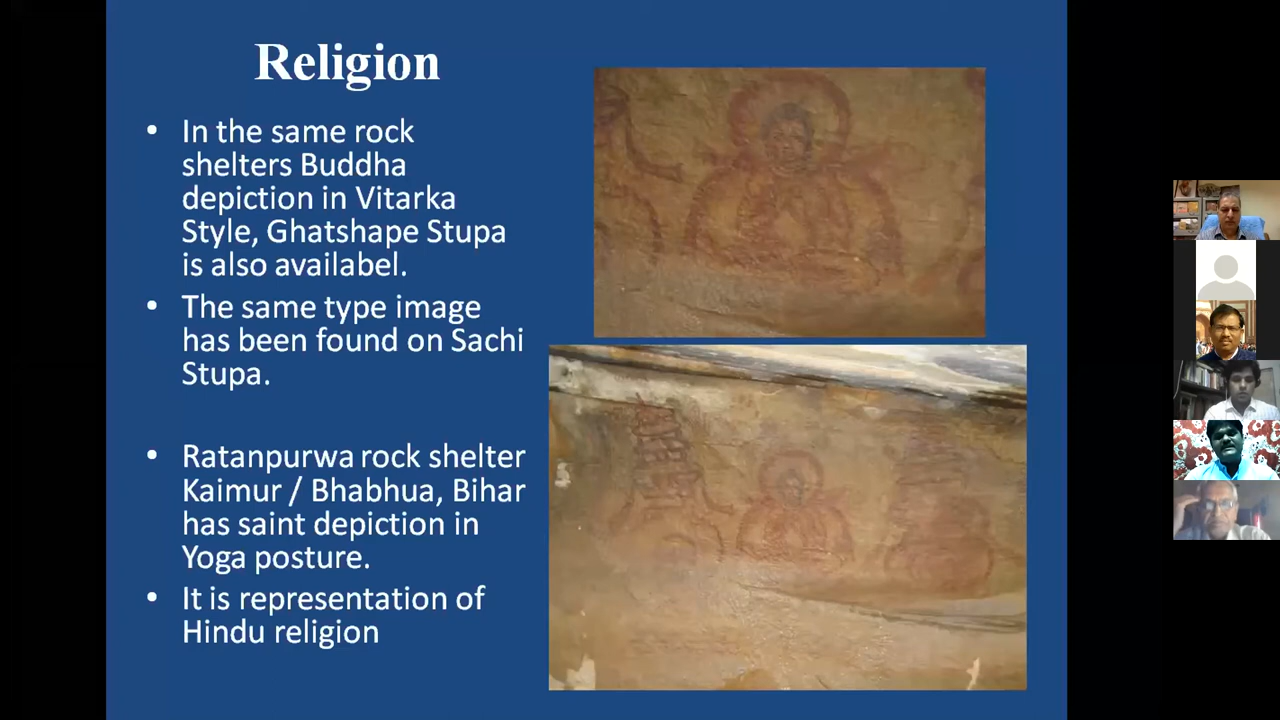 Religion
• In the same rock
shelters Buddha
depiction in Vitarka
Style, Ghatshape Stupa
is also availabel.
• The same type image
has been found on Sachi
Stupa.
• Ratanpurwa rock shelter
Kaimur / Bhabhua, Bihar
has saint depiction in
Yoga posture.
• It is representation of
Hindu religion